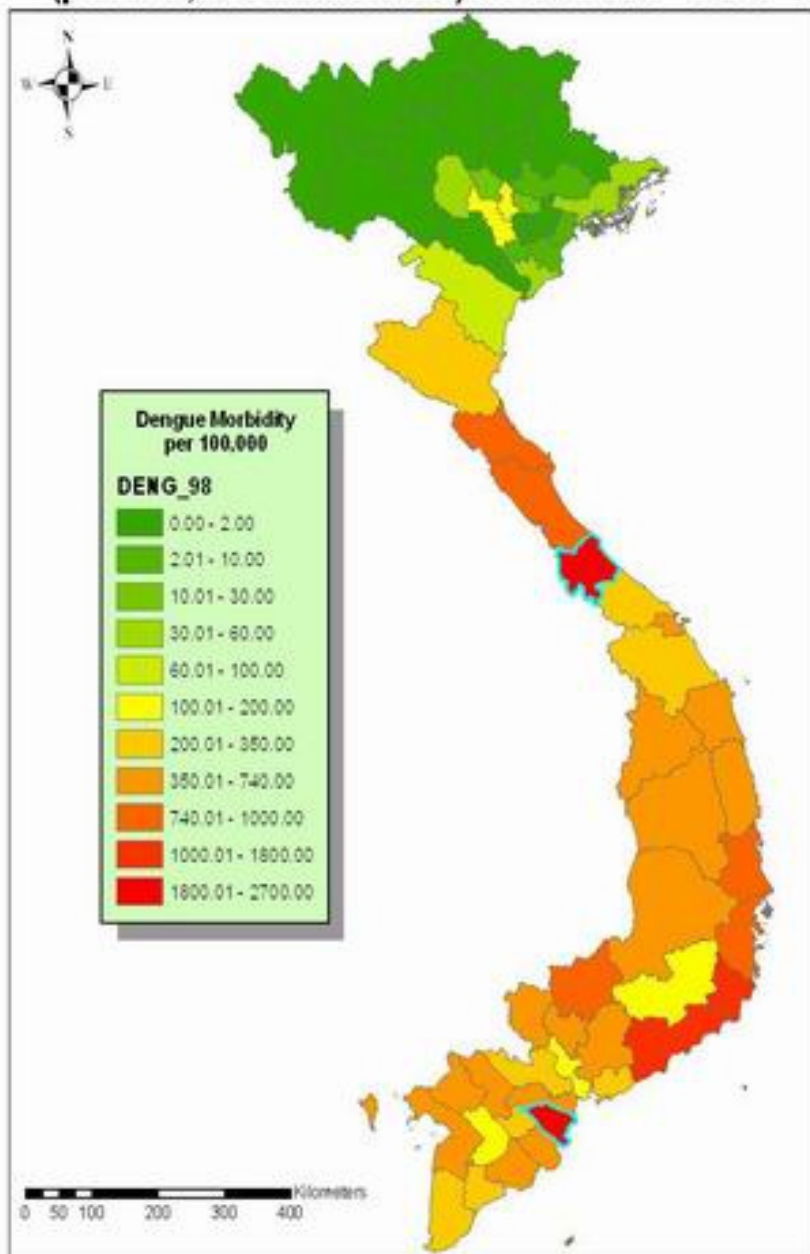 N
W E
S
Dengue Morbidity
per 100,000
DENG_98
0.00 - 2.00
2.01 - 10.00
10.01 - 30.00
30.01 - 60.00
60.01 - 100.00
100.01 - 200.00
200.01 - 350.00
350.01 - 740.00
740.01 - 1000.00
1000.01 - 1800.00
1800.01 - 2700.00
Kilometers
0 50 100 200 300 400